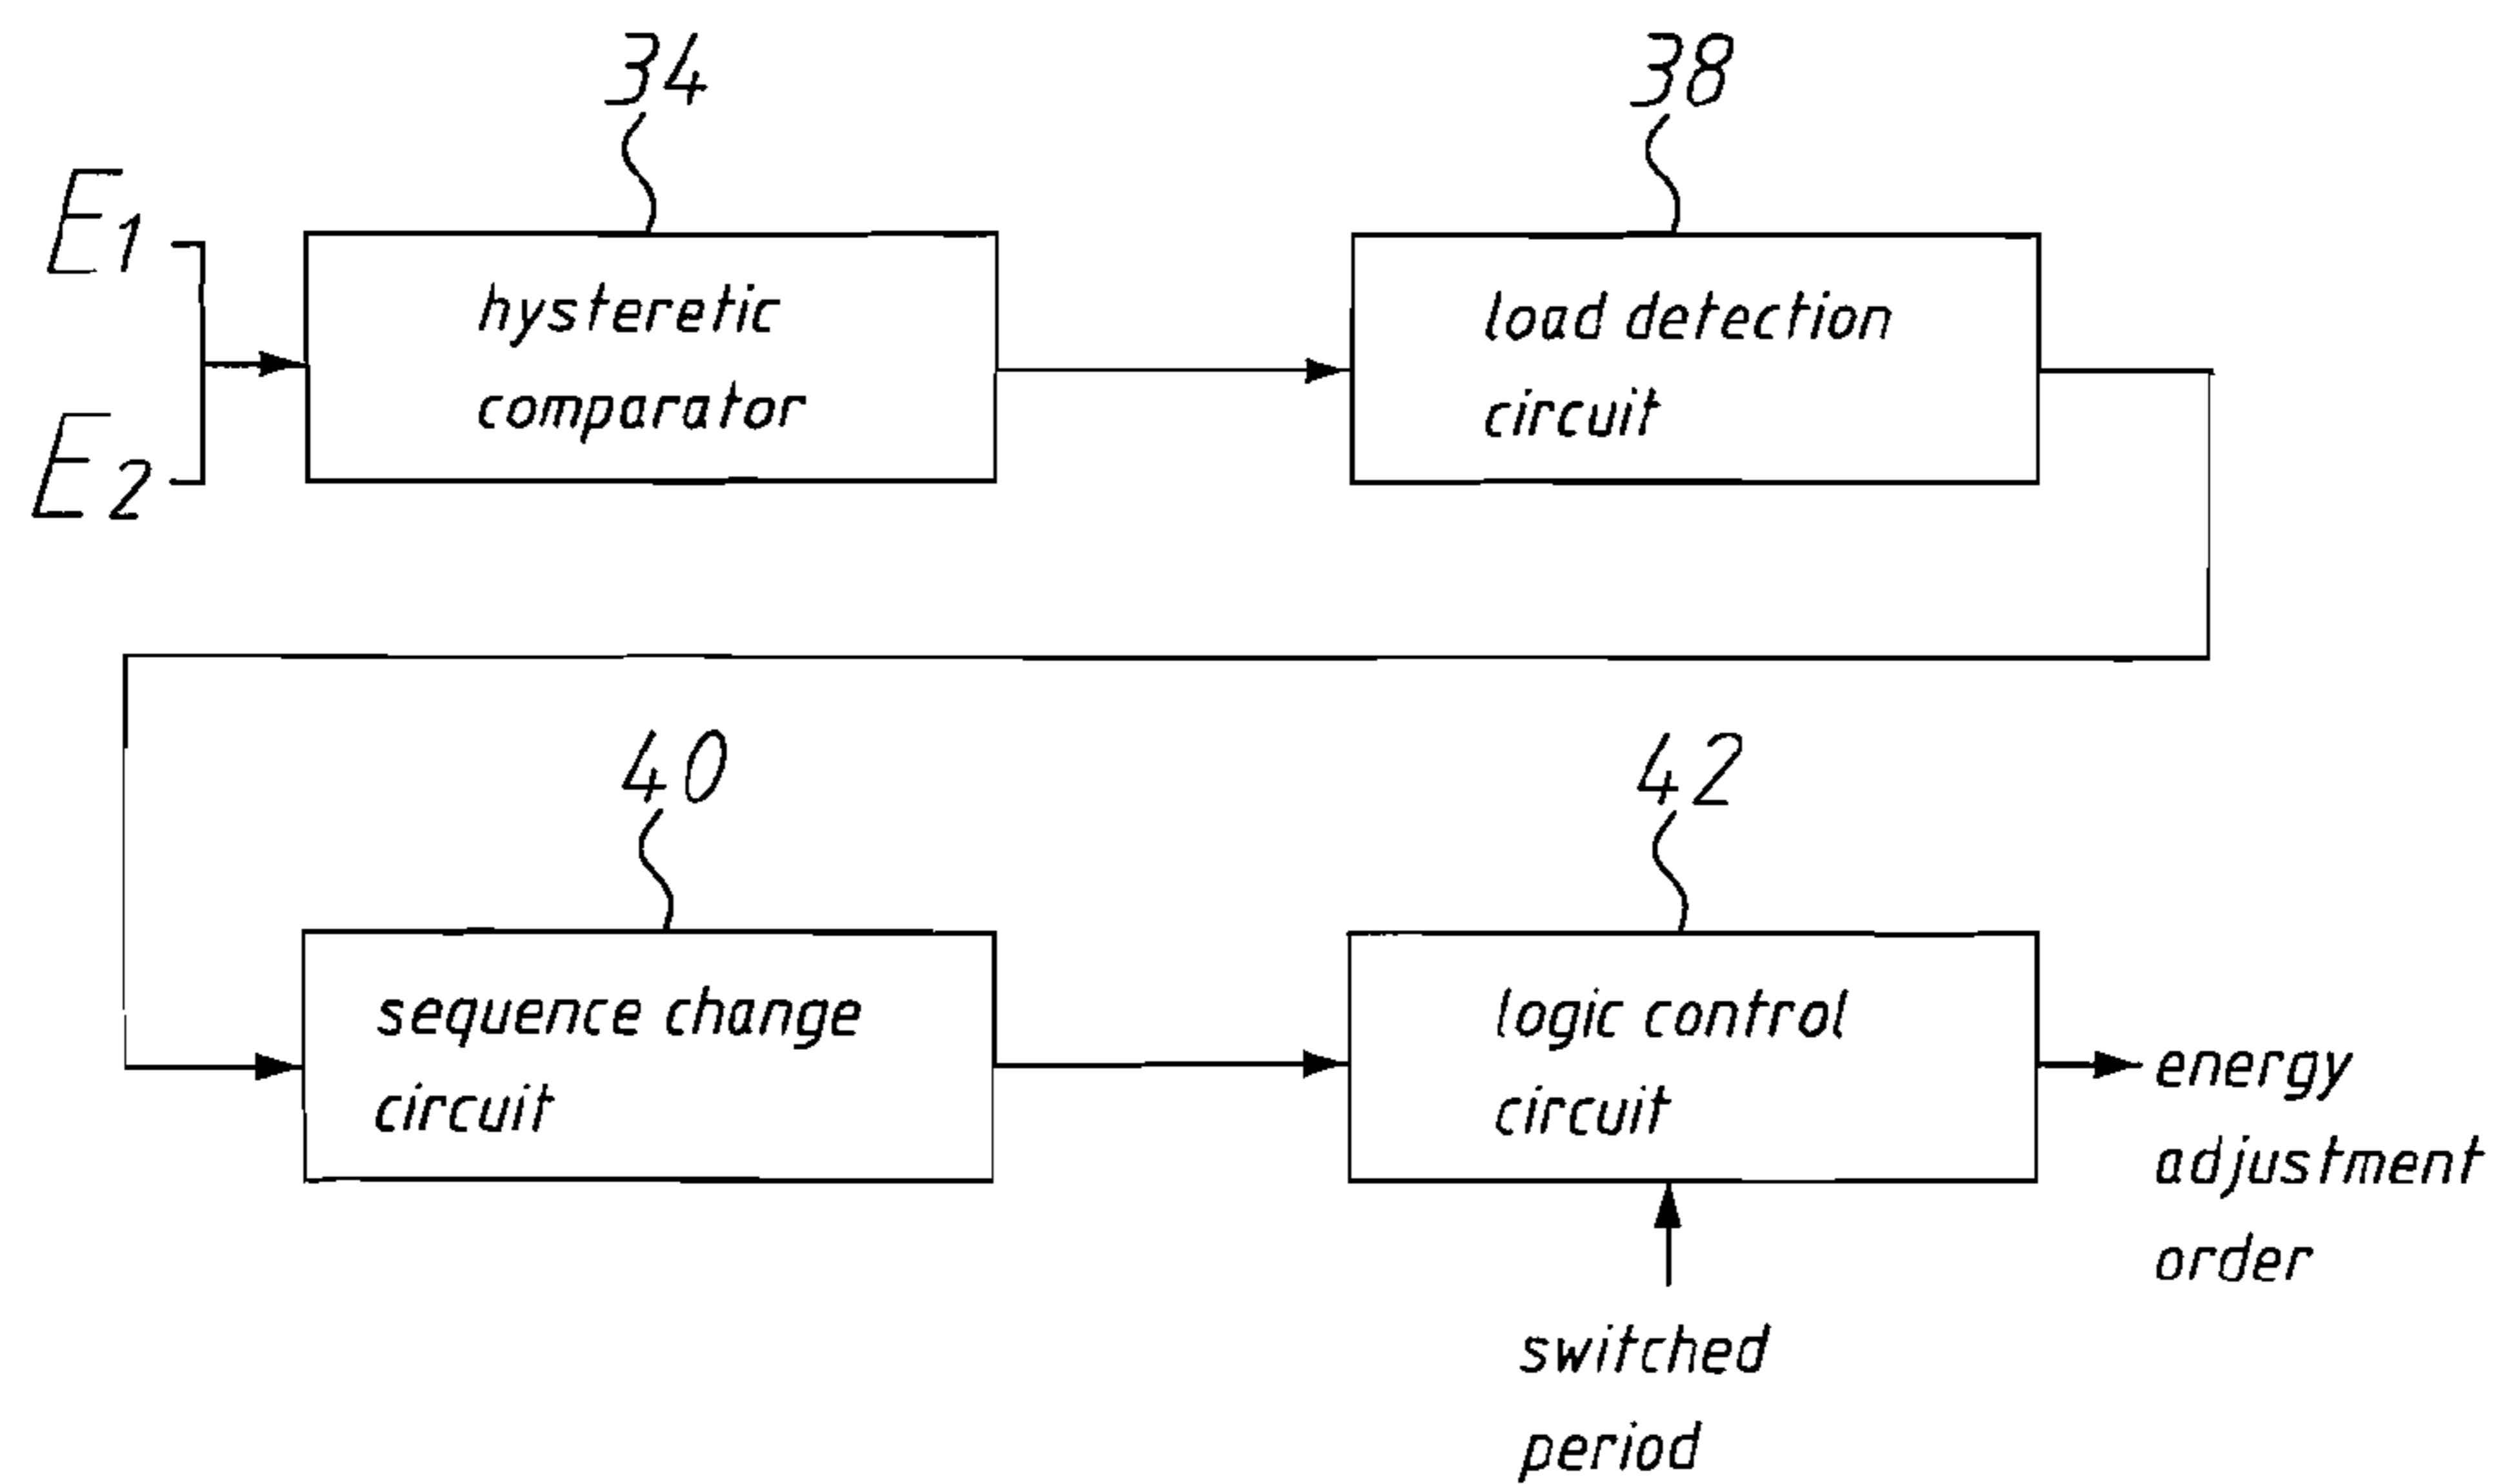 34
38
E1
E2
hysteretic
comparator
load detection
circuit
40
42
sequence change
circuit
logic control
circuit
energy
adjustment
order
switched
period